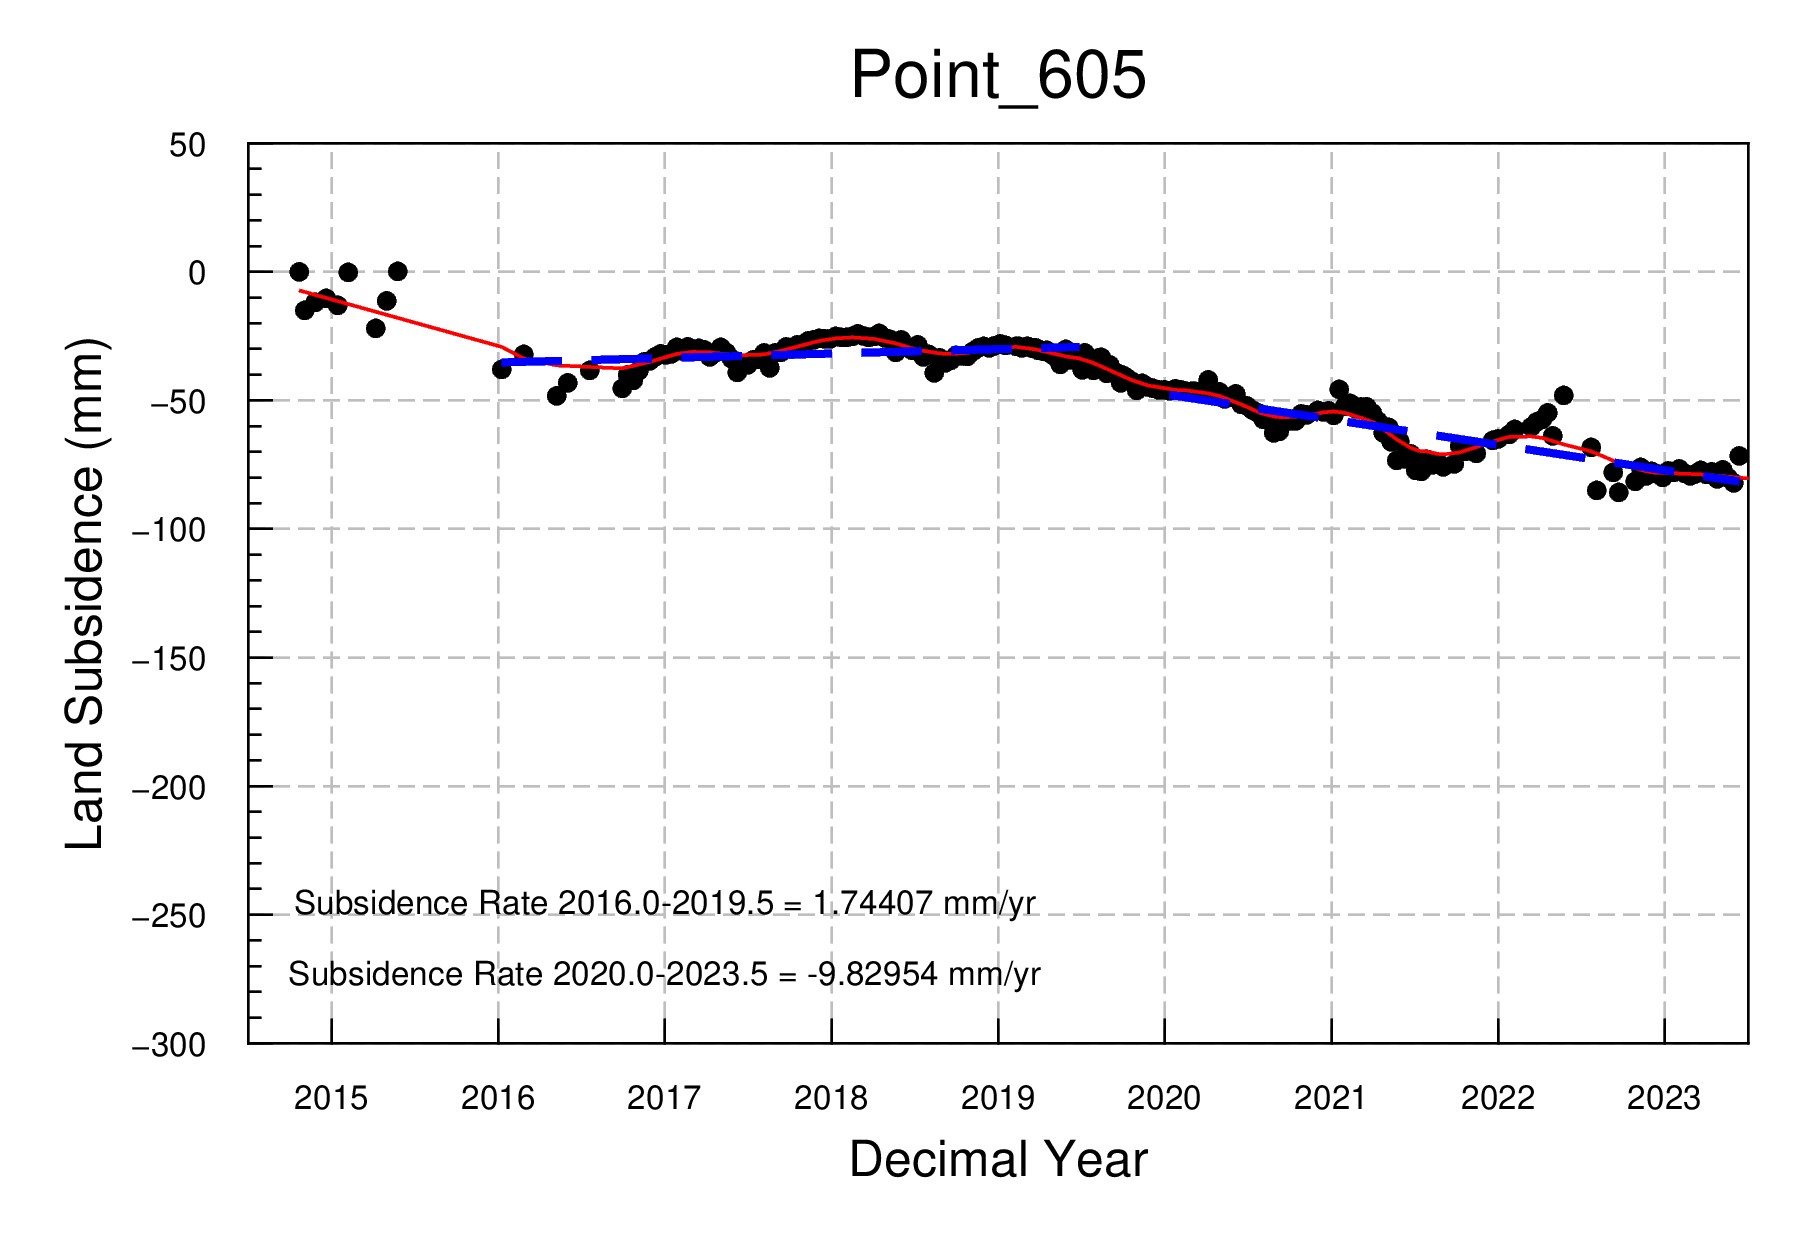 Point_605
50
0
−50
−100
−150
−200
−250
−300
Land Subsidence (mm)
Subsidence Rate 2016.0-2019.5 = 1.74407 mm/yr
Subsidence Rate 2020.0-2023.5 = -9.82954 mm/yr
2015 2016 2017 2018 2019 2020 2021 2022 2023
Decimal Year